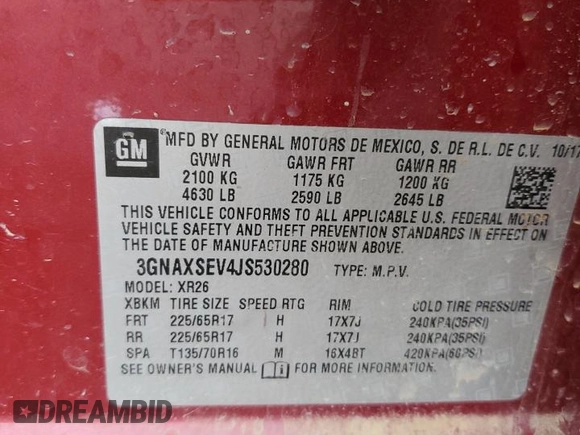 GM MFD BY GENERAL MOTORS DE MEXICO, S. DE R.L. DE C.V. 10/17
GVWR GAWR FRT GAWR RR
2100 KG 1175 KG 1200 KG
4630 LB 2590 LB 2645 LB
THIS VEHICLE CONFORMS TO ALL APPLICABLE U.S. FEDERAL MOTOR
VEHICLE SAFETY AND THEFT PREVENTION STANDARDS IN EFFECT ON
THE DATE OF MANUFACTURE SHOWN ABOVE.
3GNAXSEV4JS530280 TYPE: M.P.V.
MODEL: XR26
XBKM TIRE SIZE SPEED RTG RIM COLD TIRE PRESSURE
FRT 225/65R17 H 17X7J 240KPA(35PSI)
RR 225/65R17 H 17X7J 240KPA(35PSI)
SPA T135/70R16 M 16X4BT 420KPA(60PSI)
SEE OWNER'S MANUAL FOR MORE INFORMATION.
DREAMBID